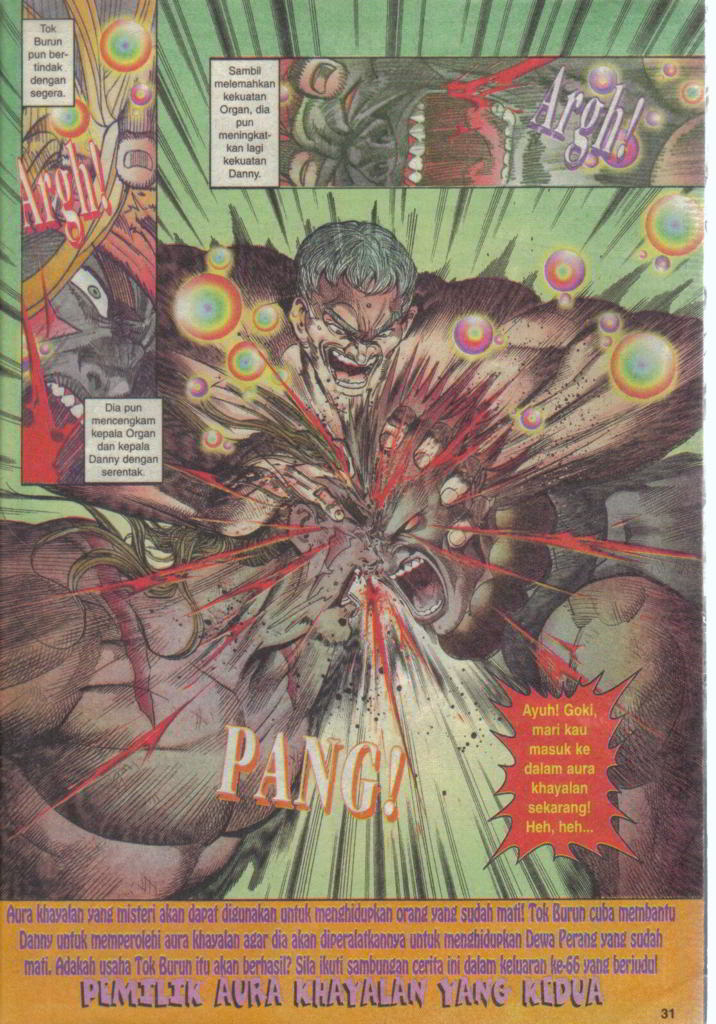 Tok
Burun
pun ber-
tindak
dengan
segera.
Argh!
Dia pun
mencengkam
kepala Organ
dan kepala
Danny dengan
serentak.
Sambil
melemahkan
kekuatan
Organ, dia
pun
meningkat-
kan lagi
kekuatan
Danny.
Argh!
PANG!
Ayuh! Goki,
mari kau
masuk ke
dalam aura
khayalan
sekarang!
Heh, heh...
Aura khayalan yang misteri akan dapat digunakan untuk menghidupkan orang yang sudah mati! Tok Burun cuba membantu
Danny untuk memperolehi aura khayalan agar dia akan diperalatkannya untuk menghidupkan Dewa Perang yang sudah
mati. Adakah usaha Tok Burun itu akan berhasil? Sila ikuti sambungan cerita ini dalam keluaran ke-66 yang berjudul
PEMILIK AURA KHAYALAN YANG KEDUA
31